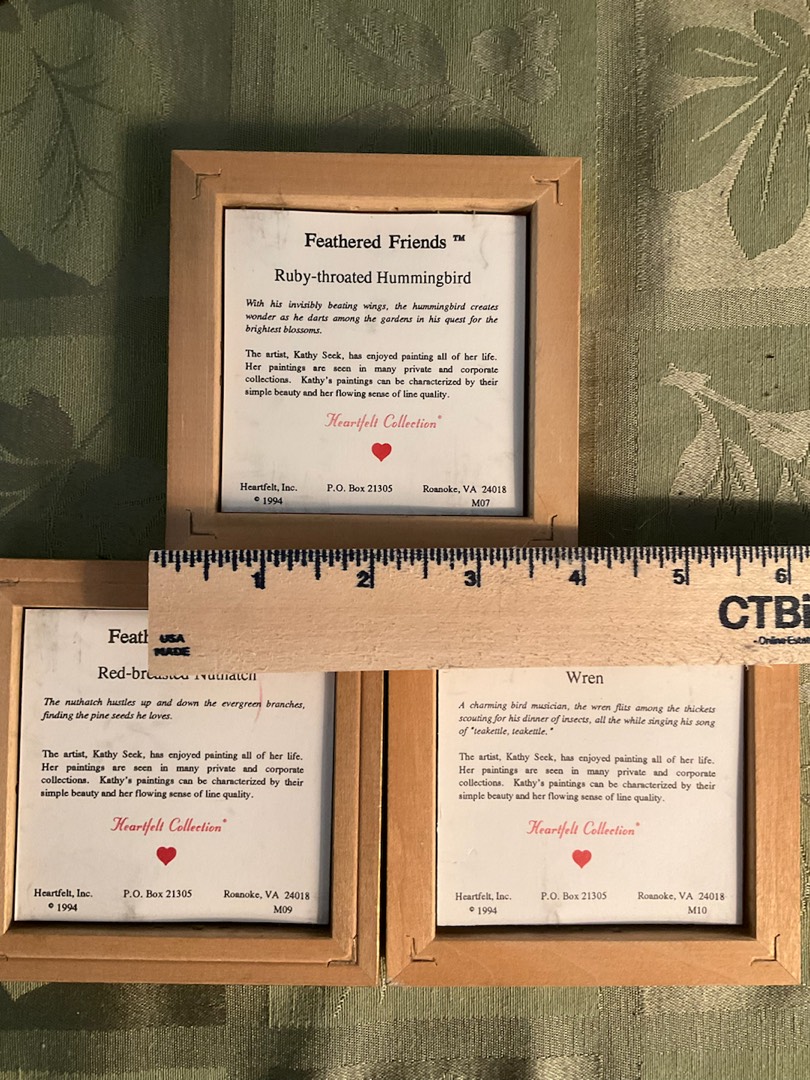 Feathered Friends ™
Ruby-throated Hummingbird
With his invisibly beating wings, the hummingbird creates
wonder as he darts among the gardens in his quest for the
brightest blossoms.
The artist, Kathy Seek, has enjoyed painting all of her life.
Her paintings are seen in many private and corporate
collections. Kathy's paintings can be characterized by their
simple beauty and her flowing sense of line quality.
Heartfelt Collection®
Heartfelt, Inc. P.O. Box 21305 Roanoke, VA 24018
© 1994 M07
1 2 3 4 5 6
USA
MADE
CTBi
Feath
Red-breasted Nuthatch
The nuthatch hustles up and down the evergreen branches,
finding the pine seeds he loves.
The artist, Kathy Seek, has enjoyed painting all of her life.
Her paintings are seen in many private and corporate
collections. Kathy's paintings can be characterized by their
simple beauty and her flowing sense of line quality.
Heartfelt Collection®
Heartfelt, Inc. P.O. Box 21305 Roanoke, VA 24018
© 1994 M09
Wren
A charming bird musician, the wren flits among the thickets
scouting for his dinner of insects, all the while singing his song
of "teakettle, teakettle."
The artist, Kathy Seek, has enjoyed painting all of her life.
Her paintings are seen in many private and corporate
collections. Kathy's paintings can be characterized by their
simple beauty and her flowing sense of line quality.
Heartfelt Collection®
Heartfelt, Inc. P.O. Box 21305 Roanoke, VA 24018
© 1994 M10